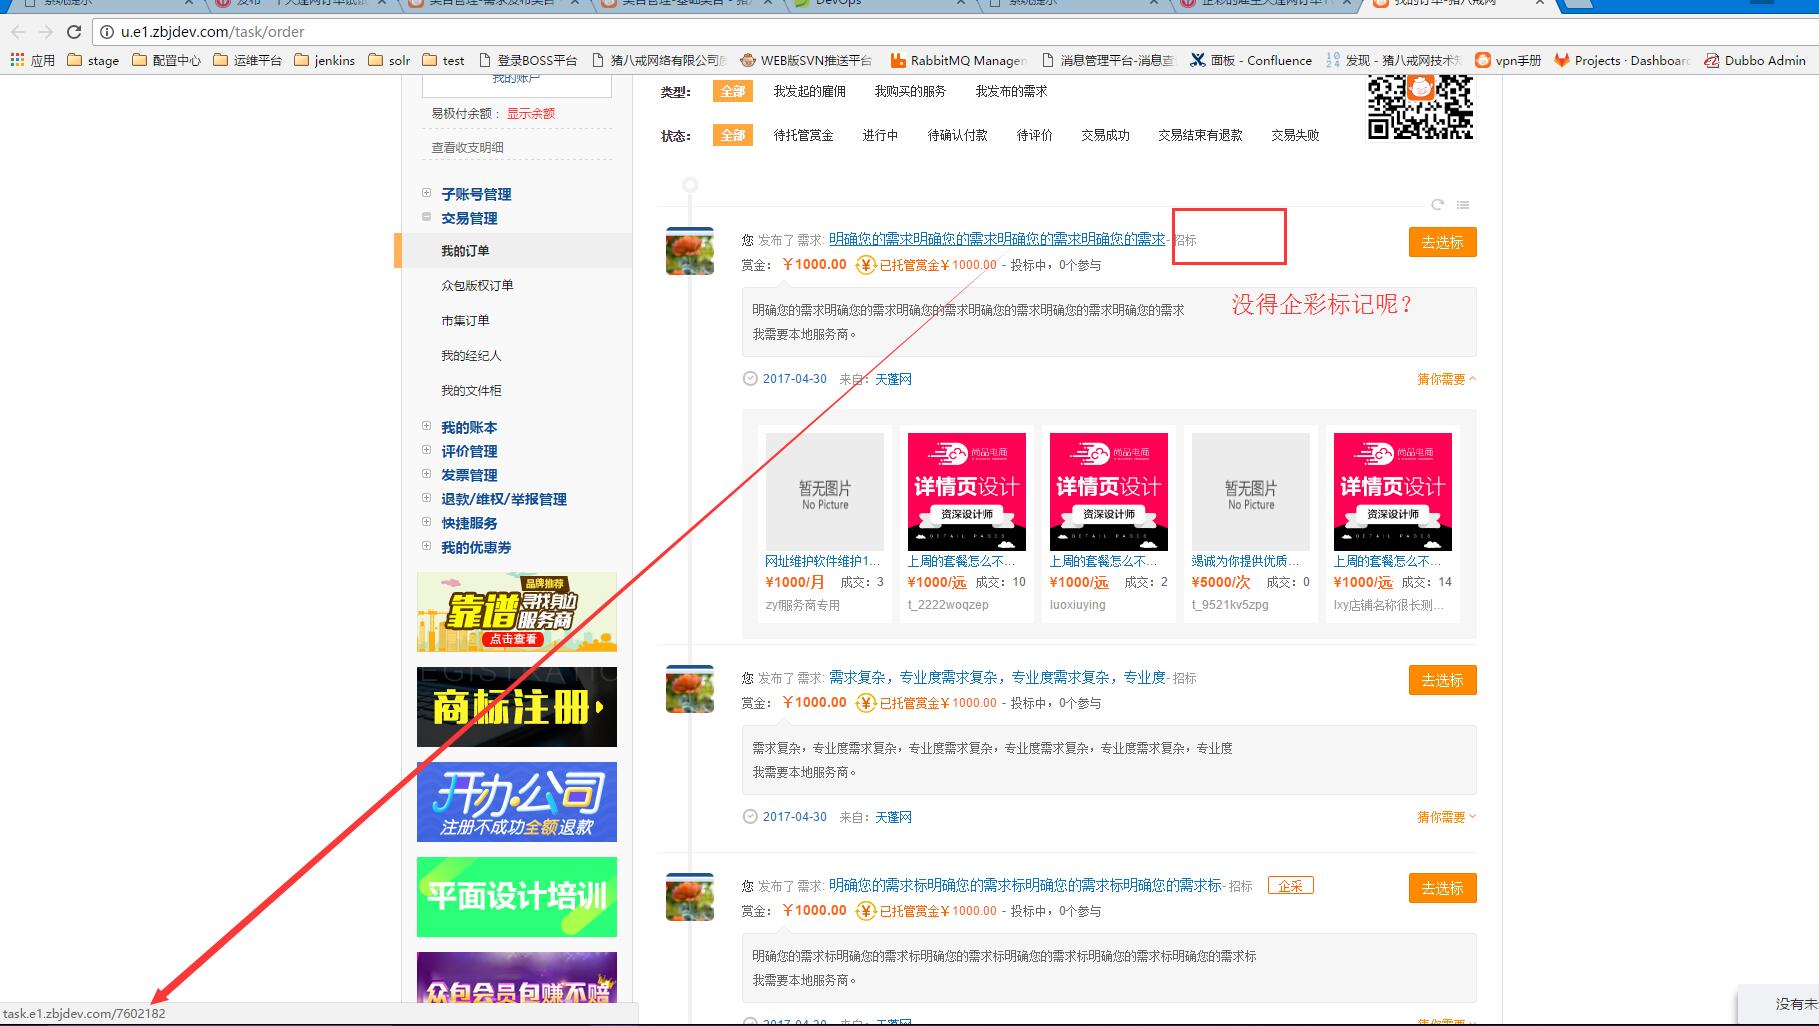 u.e1.zbjdev.com/task/order
应用 stage 配置中心 运维平台 jenkins solr test 登录BOSS平台 猪八戒网络有限公司 WEB版SVN推送平台 RabbitMQ Manager 消息管理平台-消息查 面板 - Confluence 发现 - 猪八戒网技术 vpn手册 Projects · Dashboard Dubbo Admin
我的账户
易极付余额： 显示余额
查看收支明细
子账号管理
交易管理
我的订单
众包版权订单
市集订单
我的经纪人
我的文件柜
我的账本
评价管理
发票管理
退款/维权/举报管理
快捷服务
我的优惠券
品牌推荐
靠谱 寻找身边
服务商
点击查看
商标注册
开办公司
注册不成功全额退款
平面设计培训
众包会员包赚不赔
类型： 全部 我发起的雇佣 我购买的服务 我发布的需求
状态： 全部 待托管赏金 进行中 待确认付款 待评价 交易成功 交易结束有退款 交易失败
您 发布了需求: 明确您的需求明确您的需求明确您的需求明确您的需求- 招标
去选标
赏金： ￥1000.00 已托管赏金￥1000.00 - 投标中，0个参与
没得企彩标记呢？
明确您的需求明确您的需求明确您的需求明确您的需求明确您的需求明确您的需求
我需要本地服务商。
2017-04-30 来自：天蓬网
猜你需要
暂无图片
No Picture
网址维护软件维护1...
¥1000/月 成交：3
zyf服务商专用
尚品电商
详情页设计
资深设计师
DETAIL PAGES
上周的套餐怎么不...
¥1000/远 成交：10
t_2222woqzep
尚品电商
详情页设计
资深设计师
DETAIL PAGES
上周的套餐怎么不...
¥1000/远 成交：2
luoxiuying
暂无图片
No Picture
竭诚为你提供优质...
¥5000/次 成交：0
t_9521kv5zpg
尚品电商
详情页设计
资深设计师
DETAIL PAGES
上周的套餐怎么不...
¥1000/远 成交：14
lxy店铺名称很长测...
您 发布了需求: 需求复杂，专业度需求复杂，专业度需求复杂，专业度- 招标
去选标
赏金： ￥1000.00 已托管赏金￥1000.00 - 投标中，0个参与
需求复杂，专业度需求复杂，专业度需求复杂，专业度需求复杂，专业度需求复杂，专业度
我需要本地服务商。
2017-04-30 来自：天蓬网
猜你需要
您 发布了需求: 明确您的需求标明确您的需求标明确您的需求标明确您的需求标- 招标 企采
去选标
赏金： ￥1000.00 已托管赏金￥1000.00 - 投标中，0个参与
明确您的需求标明确您的需求标明确您的需求标明确您的需求标明确您的需求标明确您的需求标
我需要本地服务商。
task.e1.zbjdev.com/7602182
没有未